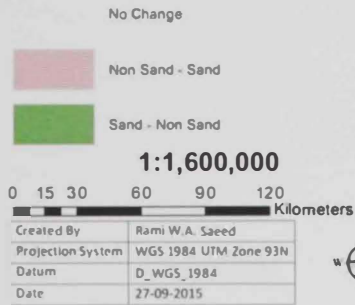 No Change
Non Sand - Sand
Sand - Non Sand
1:1,600,000
0 15 30 60 90 120
Kilometers
Created By Rami W.A. Saeed
Projection System WGS 1984 UTM Zone 93N
Datum D_WGS_1984
Date 27-09-2015
W